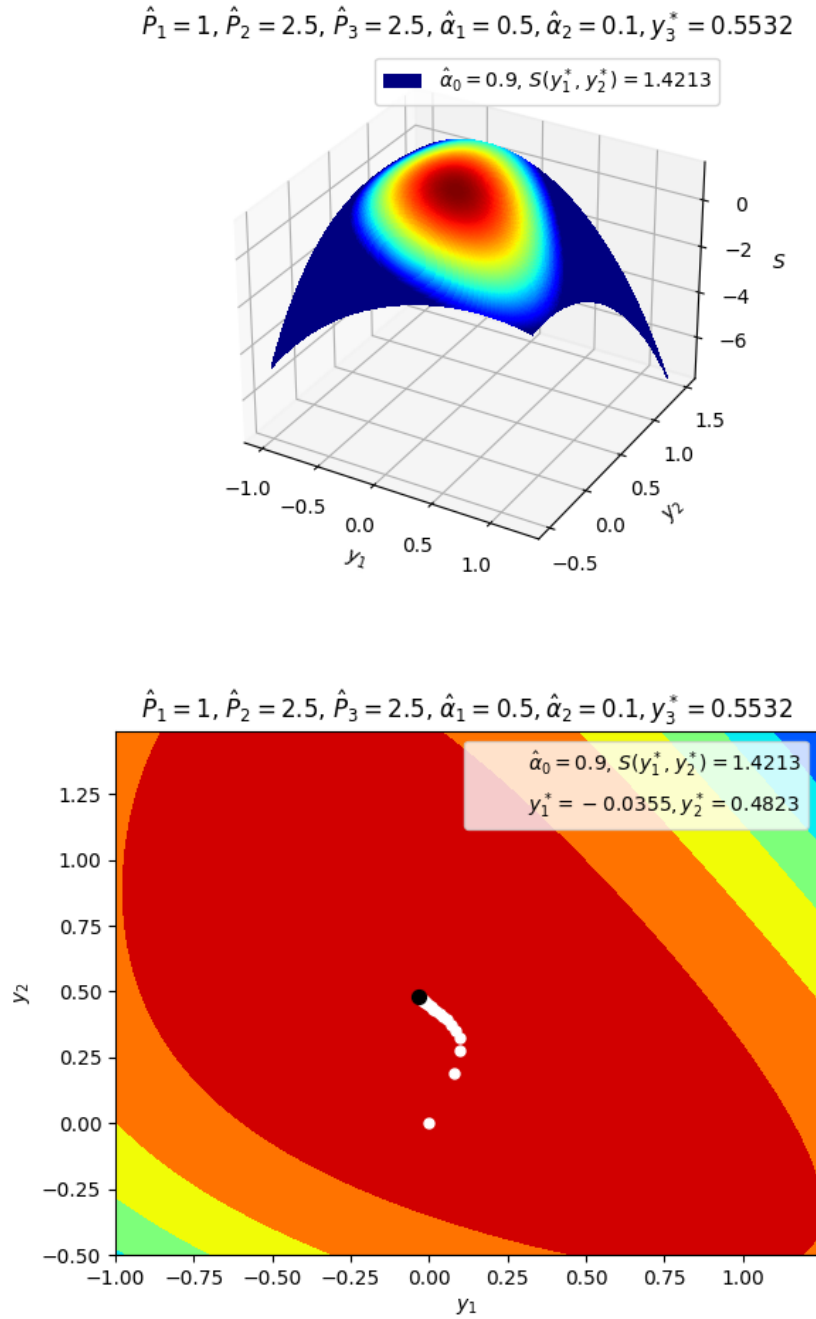 P̂₁ = 1, P̂₂ = 2.5, P̂₃ = 2.5, α̂₁ = 0.5, α̂₂ = 0.1, y₃* = 0.5532
α̂₀ = 0.9, S(y₁*, y₂*) = 1.4213
0
−2
S
−4
−6
1.5
1.0
0.5
y₂
0.0
−0.5
−1.0
−0.5
0.0
0.5
1.0
y₁
P̂₁ = 1, P̂₂ = 2.5, P̂₃ = 2.5, α̂₁ = 0.5, α̂₂ = 0.1, y₃* = 0.5532
α̂₀ = 0.9, S(y₁*, y₂*) = 1.4213
y₁* = − 0.0355, y₂* = 0.4823
1.25
1.00
0.75
0.50
y₂
0.25
0.00
−0.25
−0.50
−1.00 −0.75 −0.50 −0.25 0.00 0.25 0.50 0.75 1.00
y₁